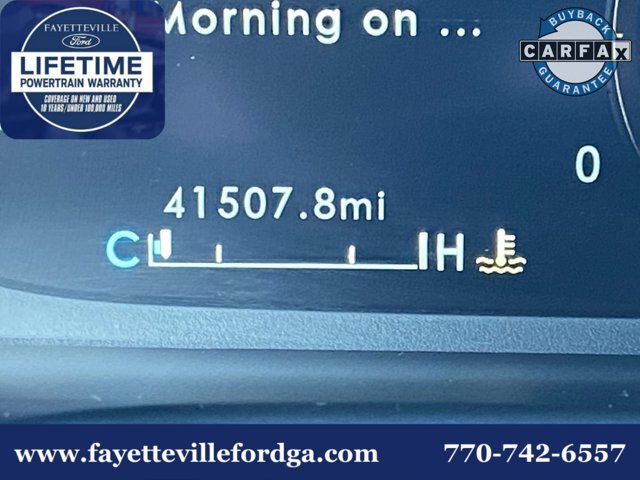 FAYETTEVILLE
Ford
LIFETIME
POWERTRAIN WARRANTY
COVERAGE ON NEW AND USED
10 YEARS/UNDER 100,000 MILES
Morning on ...
BUYBACK
CARFAX
GUARANTEE
0
41507.8mi
C H
www.fayettevillefordga.com 770-742-6557